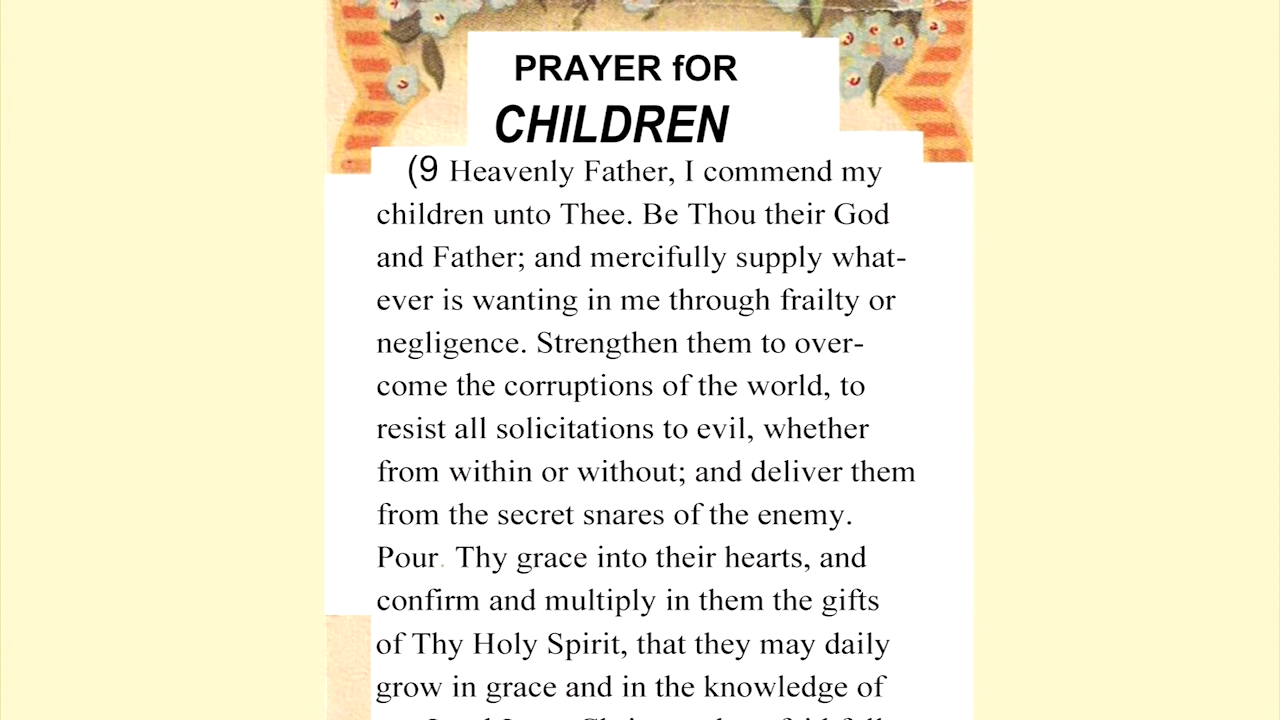 PRAYER fOR
CHILDREN
(9 Heavenly Father, I commend my
children unto Thee. Be Thou their God
and Father; and mercifully supply what-
ever is wanting in me through frailty or
negligence. Strengthen them to over-
come the corruptions of the world, to
resist all solicitations to evil, whether
from within or without; and deliver them
from the secret snares of the enemy.
Pour. Thy grace into their hearts, and
confirm and multiply in them the gifts
of Thy Holy Spirit, that they may daily
grow in grace and in the knowledge of